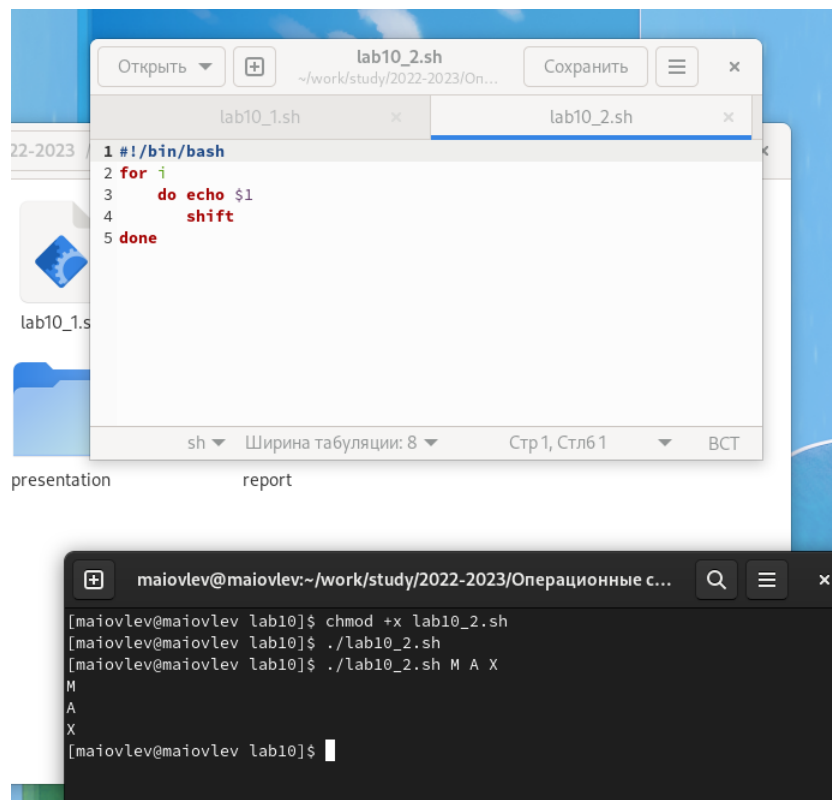 Открыть
lab10_2.sh
~/work/study/2022-2023/Оп...
Сохранить
lab10_1.sh
lab10_2.sh
22-2023 /
1 #!/bin/bash
2 for i
3     do echo $1
4        shift
5 done
lab10_1.s
sh Ширина табуляции: 8 Стр 1, Стлб 1 ВСТ
presentation report
maiovlev@maiovlev:~/work/study/2022-2023/Операционные с...
[maiovlev@maiovlev lab10]$ chmod +x lab10_2.sh
[maiovlev@maiovlev lab10]$ ./lab10_2.sh
[maiovlev@maiovlev lab10]$ ./lab10_2.sh M A X
M
A
X
[maiovlev@maiovlev lab10]$